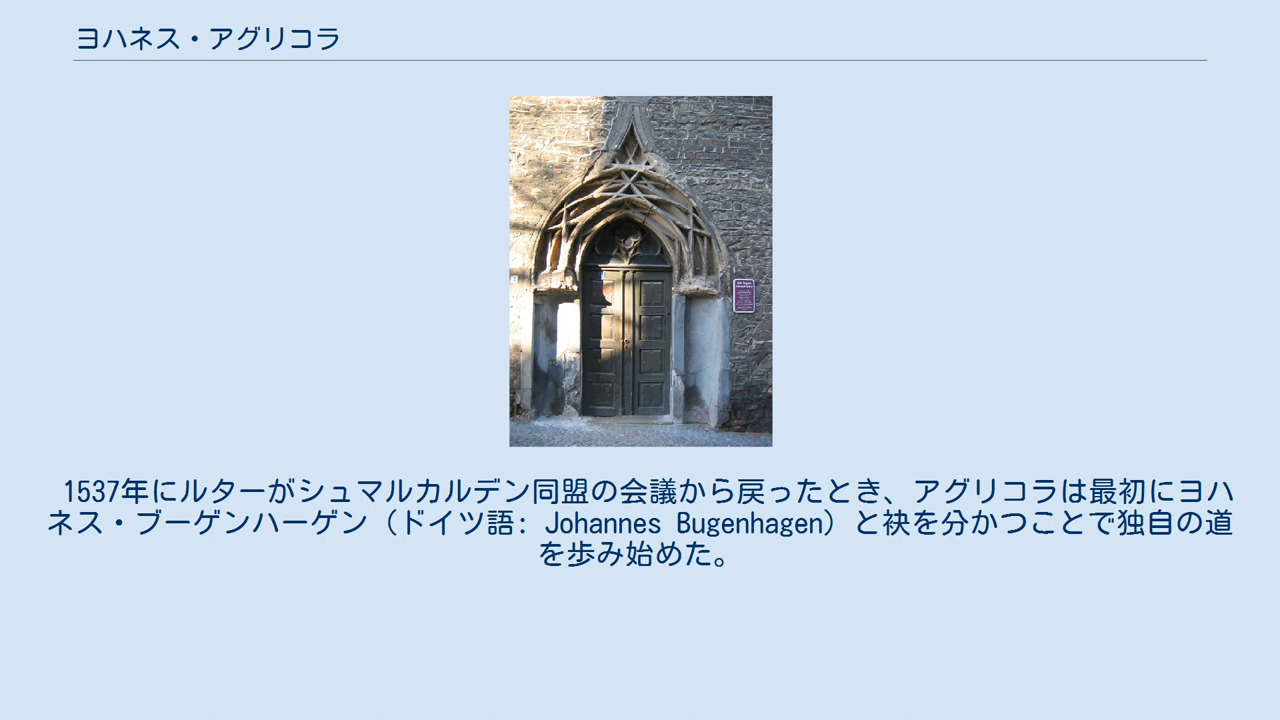 ヨハネス・アグリコラ
1537年にルターがシュマルカルデン同盟の会議から戻ったとき、アグリコラは最初にヨハ
ネス・ブーゲンハーゲン（ドイツ語: Johannes Bugenhagen）と袂を分かつことで独自の道
を歩み始めた。